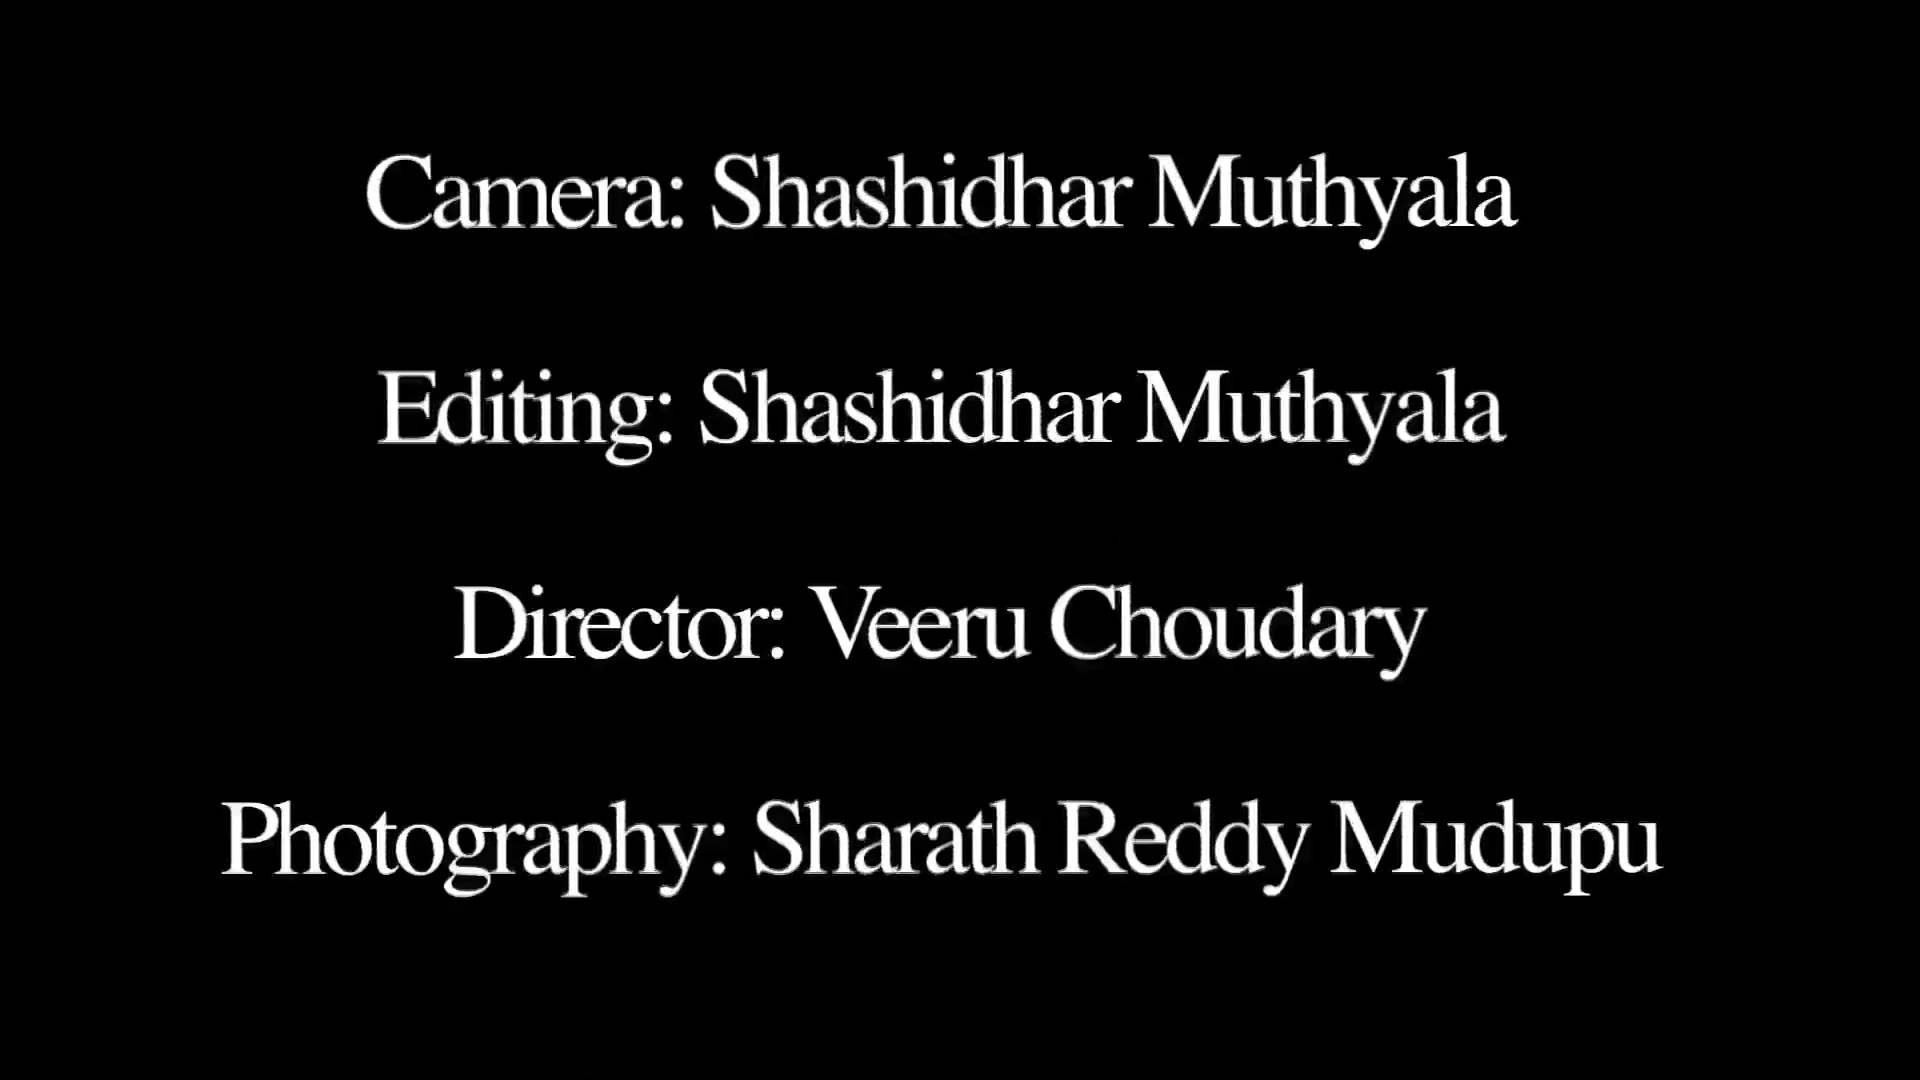 Camera: Shashidhar Muthyala
Editing: Shashidhar Muthyala
Director: Veeru Choudary
Photography: Sharath Reddy Mudupu